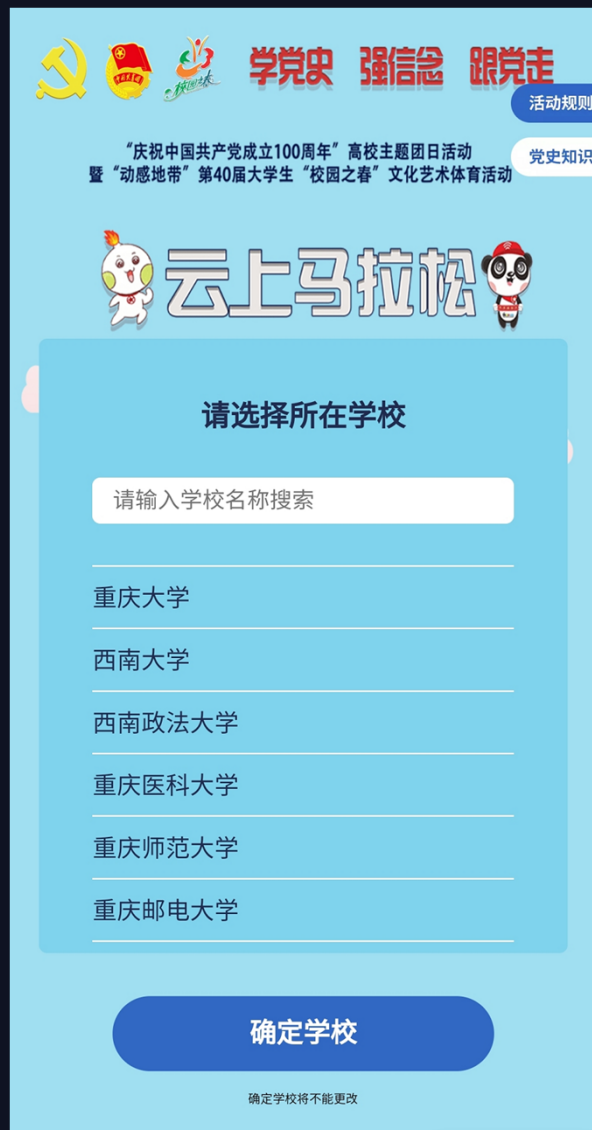 学党史 强信念 跟党走
活动规则
党史知识
“庆祝中国共产党成立100周年”高校主题团日活动
暨“动感地带”第40届大学生“校园之春”文化艺术体育活动
云上马拉松
请选择所在学校
请输入学校名称搜索
重庆大学
西南大学
西南政法大学
重庆医科大学
重庆师范大学
重庆邮电大学
确定学校
确定学校将不能更改